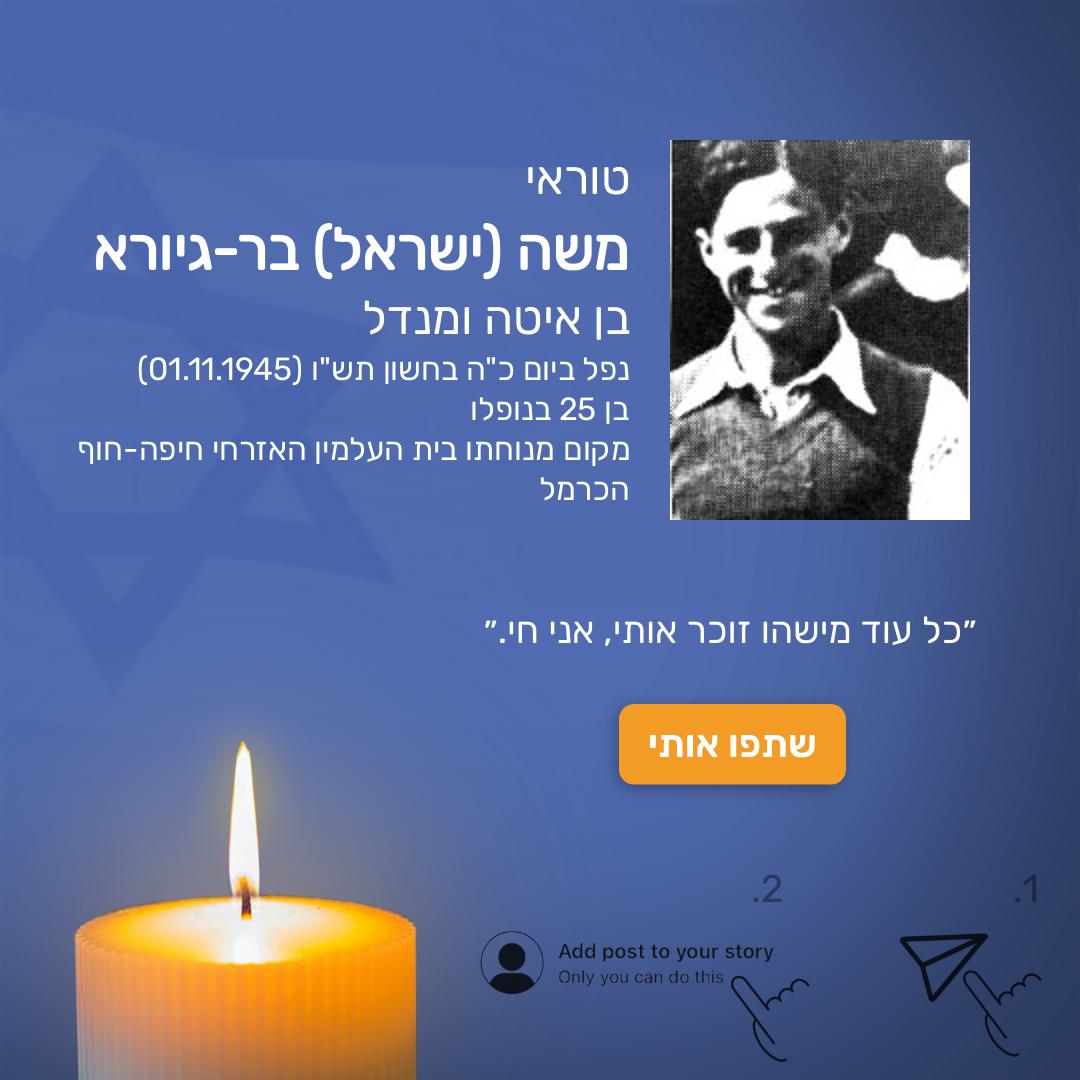 טוראי
משה (ישראל) בר-גיורא
בן איטה ומנדל
נפל ביום כ"ה בחשון תש"ו (01.11.1945)
בן 25 בנופלו
מקום מנוחתו בית העלמין האזרחי חיפה-חוף
הכרמל
״כל עוד מישהו זוכר אותי, אני חי.״
שתפו אותי
.1
.2
Add post to your story
Only you can do this